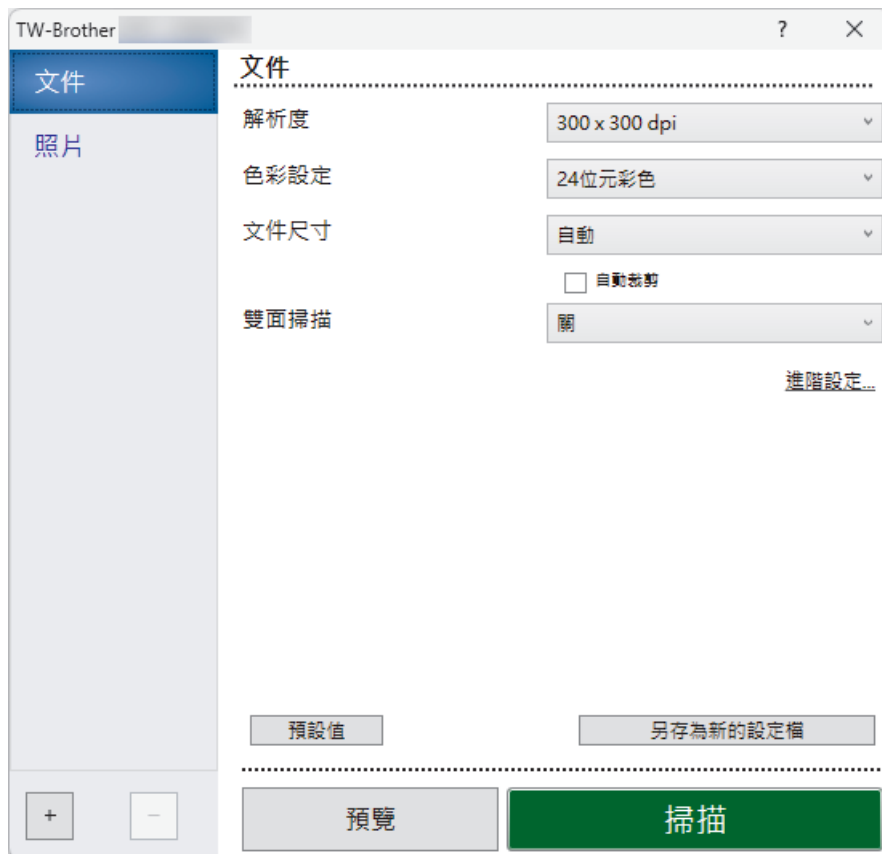 TW-Brother
?
文件
照片
文件
解析度
300 x 300 dpi
色彩設定
24位元彩色
文件尺寸
自動
自動裁剪
雙面掃描
關
進階設定...
預設值
另存為新的設定檔
+
−
預覽
掃描